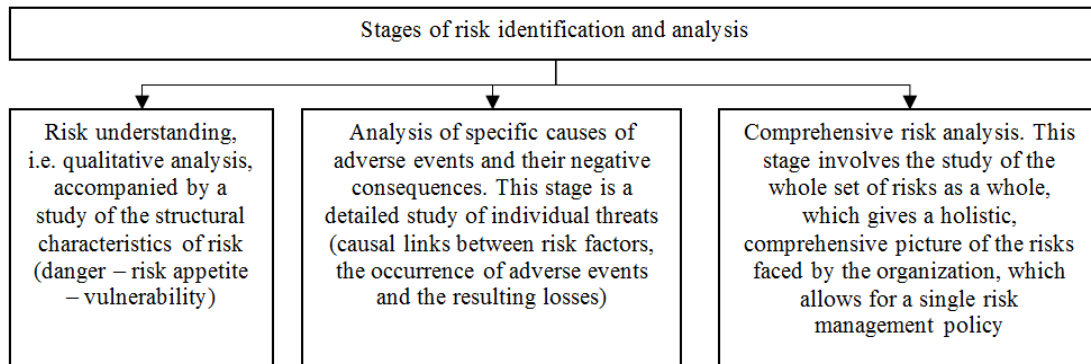 Stages of risk identification and analysis
Risk understanding,
i.e. qualitative analysis,
accompanied by a
study of the structural
characteristics of risk
(danger – risk appetite
– vulnerability)
Analysis of specific causes of
adverse events and their negative
consequences. This stage is a
detailed study of individual threats
(causal links between risk factors,
the occurrence of adverse events
and the resulting losses)
Comprehensive risk analysis. This
stage involves the study of the
whole set of risks as a whole,
which gives a holistic,
comprehensive picture of the risks
faced by the organization, which
allows for a single risk
management policy